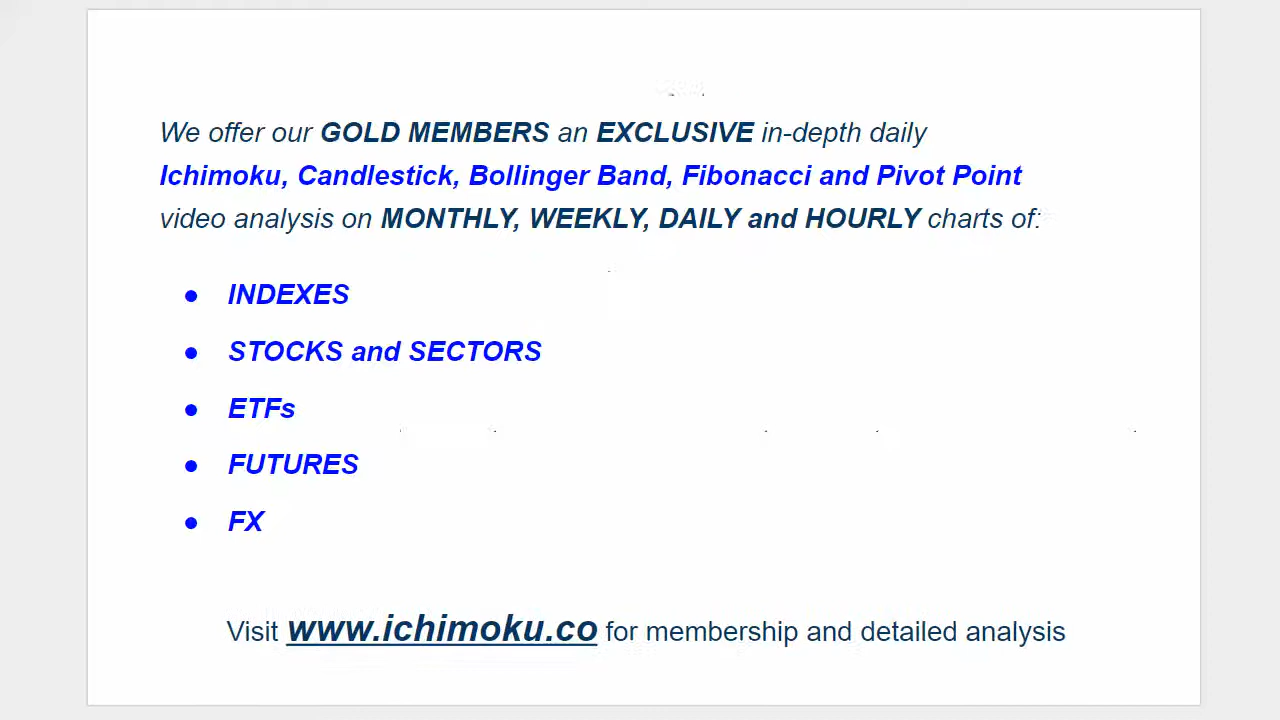 We offer our GOLD MEMBERS an EXCLUSIVE in-depth daily
Ichimoku, Candlestick, Bollinger Band, Fibonacci and Pivot Point
video analysis on MONTHLY, WEEKLY, DAILY and HOURLY charts of:
● INDEXES
● STOCKS and SECTORS
● ETFs
● FUTURES
● FX
Visit www.ichimoku.co for membership and detailed analysis